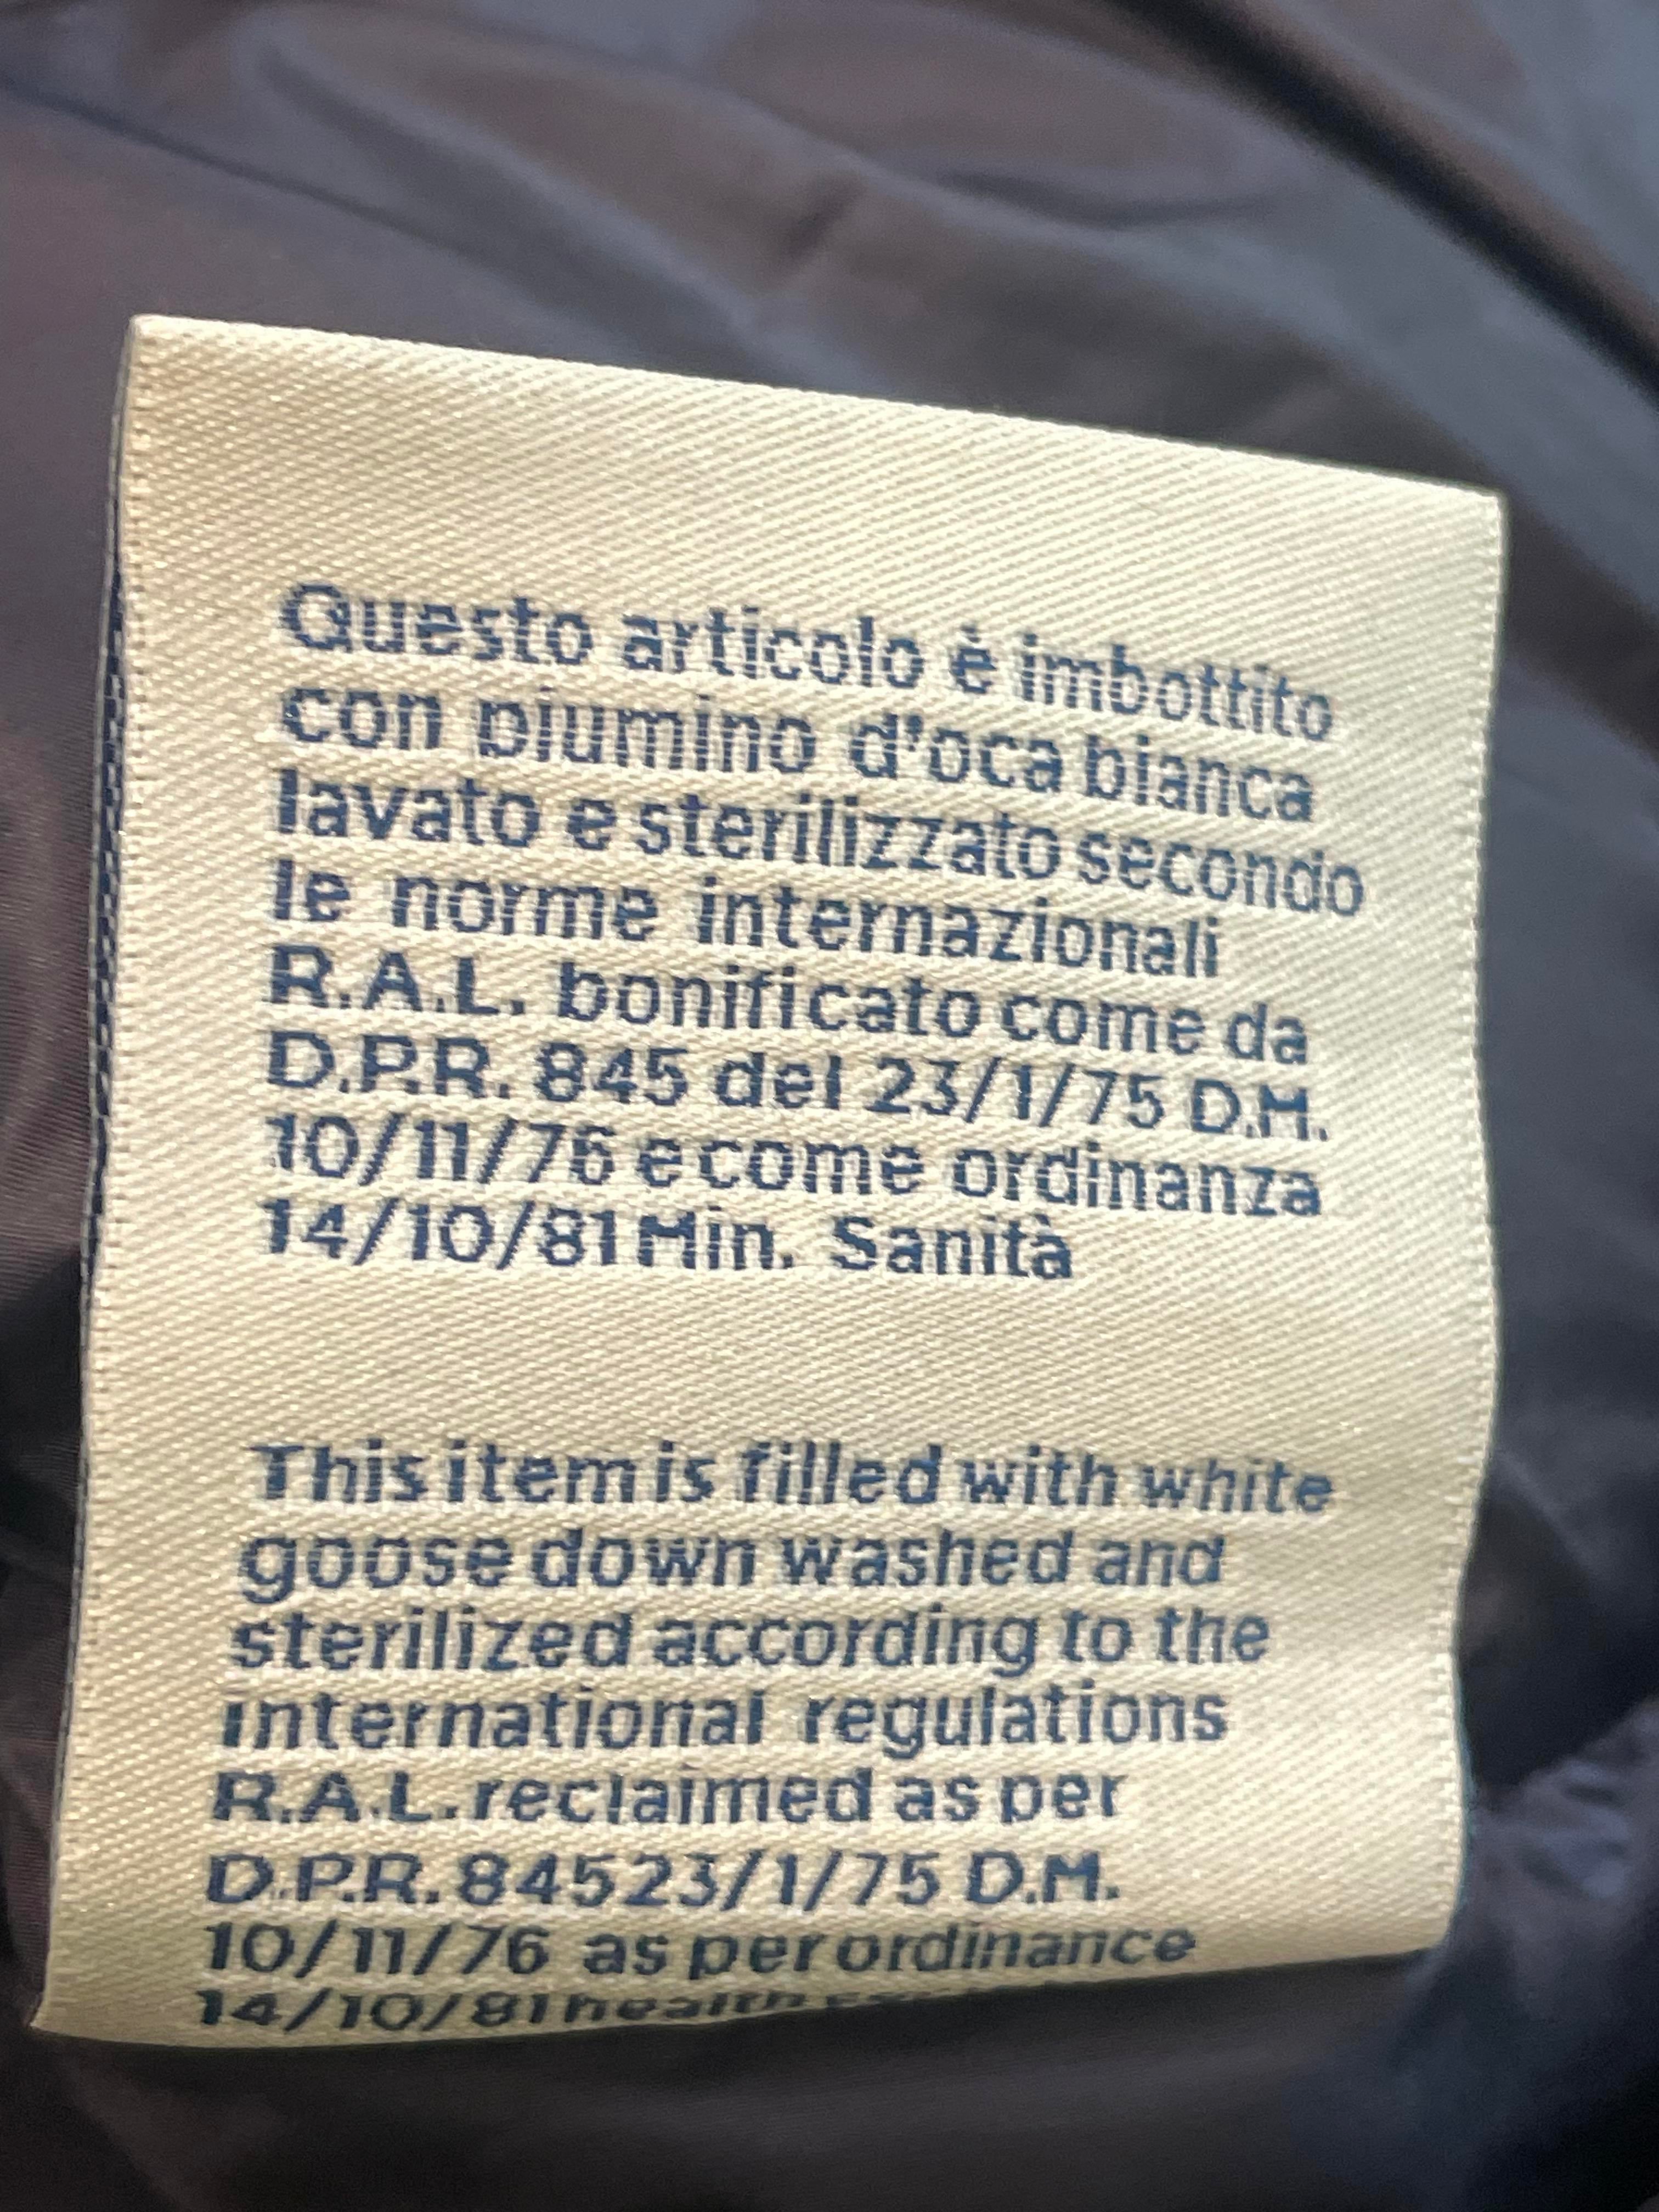 Questo articolo è imbottito
con piumino d'oca bianca
lavato e sterilizzato secondo
le norme internazionali
R.A.L. bonificato come da
D.P.R. 845 del 23/1/75 D.M.
10/11/76 e come ordinanza
14/10/81 Min. Sanità
This item is filled with white
goose down washed and
sterilized according to the
international regulations
R.A.L. reclaimed as per
D.P.R. 845 23/1/75 D.M.
10/11/76 as per ordinance
14/10/81 health